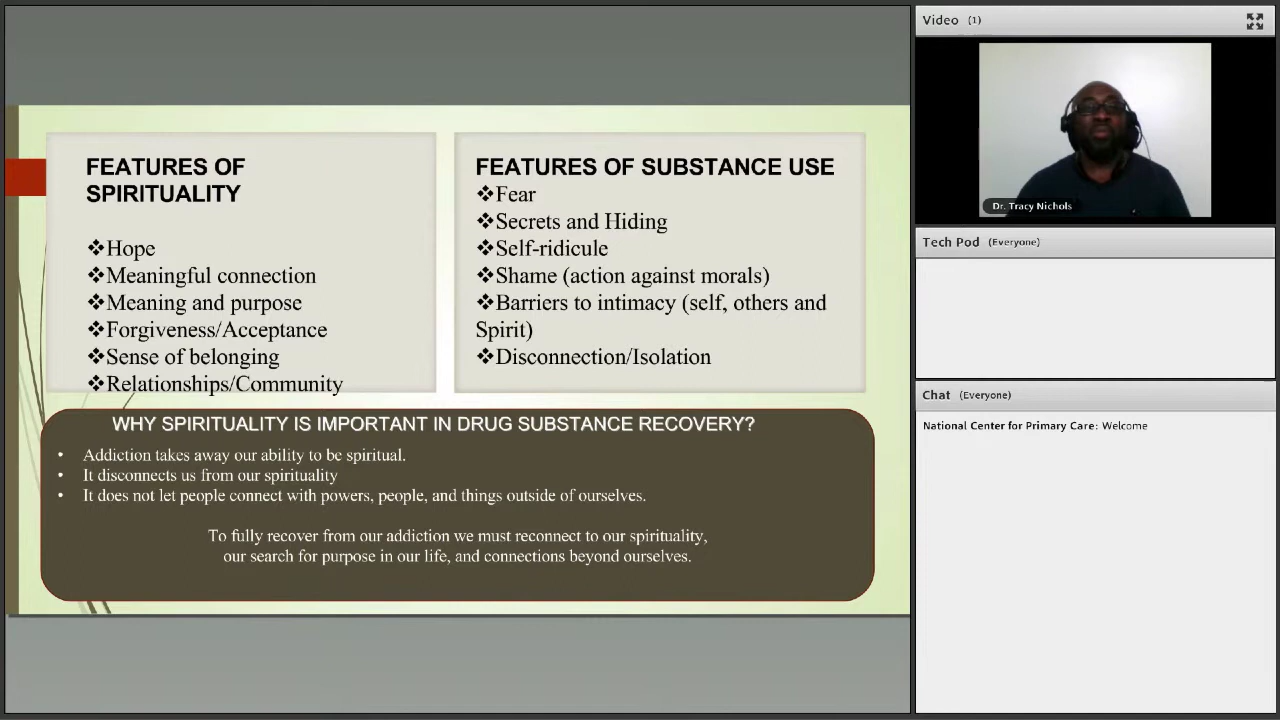 FEATURES OF
SPIRITUALITY
❖Hope
❖Meaningful connection
❖Meaning and purpose
❖Forgiveness/Acceptance
❖Sense of belonging
❖Relationships/Community
FEATURES OF SUBSTANCE USE
❖Fear
❖Secrets and Hiding
❖Self-ridicule
❖Shame (action against morals)
❖Barriers to intimacy (self, others and
Spirit)
❖Disconnection/Isolation
WHY SPIRITUALITY IS IMPORTANT IN DRUG SUBSTANCE RECOVERY?
• Addiction takes away our ability to be spiritual.
• It disconnects us from our spirituality
• It does not let people connect with powers, people, and things outside of ourselves.
To fully recover from our addiction we must reconnect to our spirituality,
our search for purpose in our life, and connections beyond ourselves.
Video (1)
Dr. Tracy Nichols
Tech Pod (Everyone)
Chat (Everyone)
National Center for Primary Care: Welcome